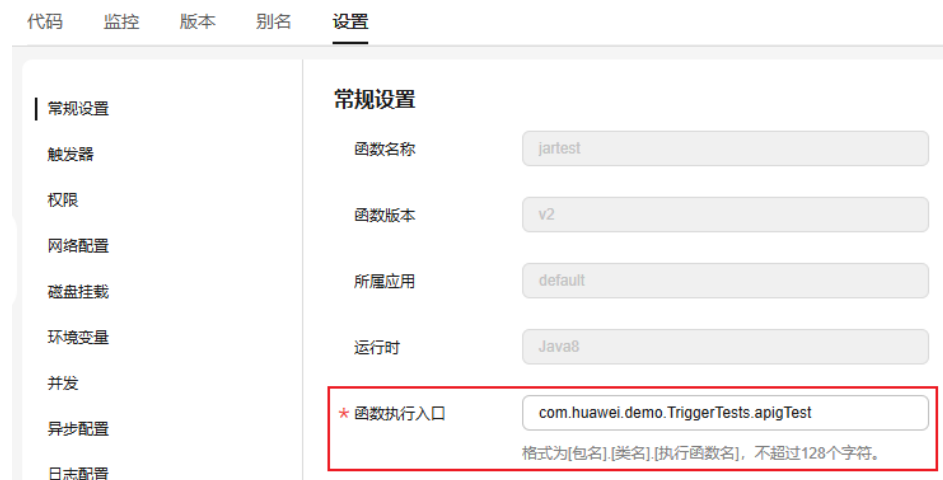 代码 监控 版本 别名 设置
常规设置
触发器
权限
网络配置
磁盘挂载
环境变量
并发
异步配置
日志配置
常规设置
函数名称 jartest
函数版本 v2
所属应用 default
运行时 Java8
* 函数执行入口 com.huawei.demo.TriggerTests.apigTest
格式为[包名].[类名].[执行函数名]，不超过128个字符。